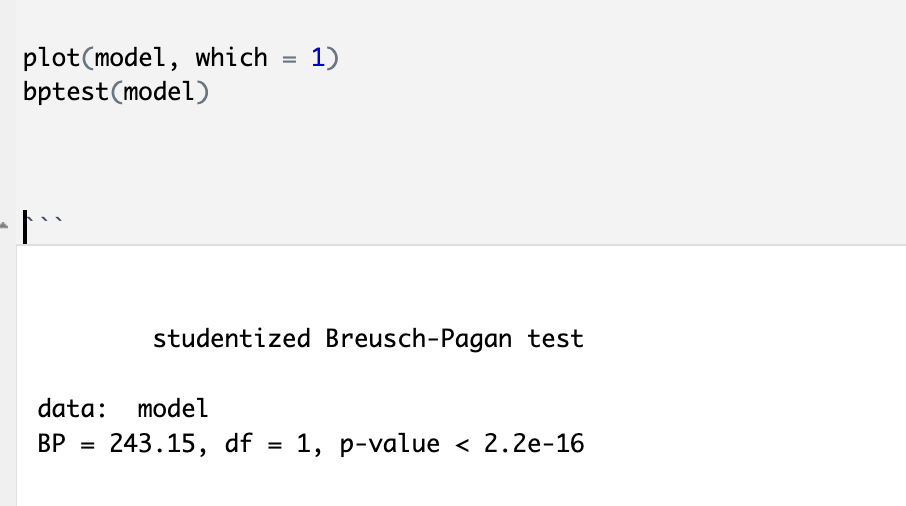 plot(model, which = 1)
bptest(model)
```
studentized Breusch-Pagan test
data:  model
BP = 243.15, df = 1, p-value < 2.2e-16